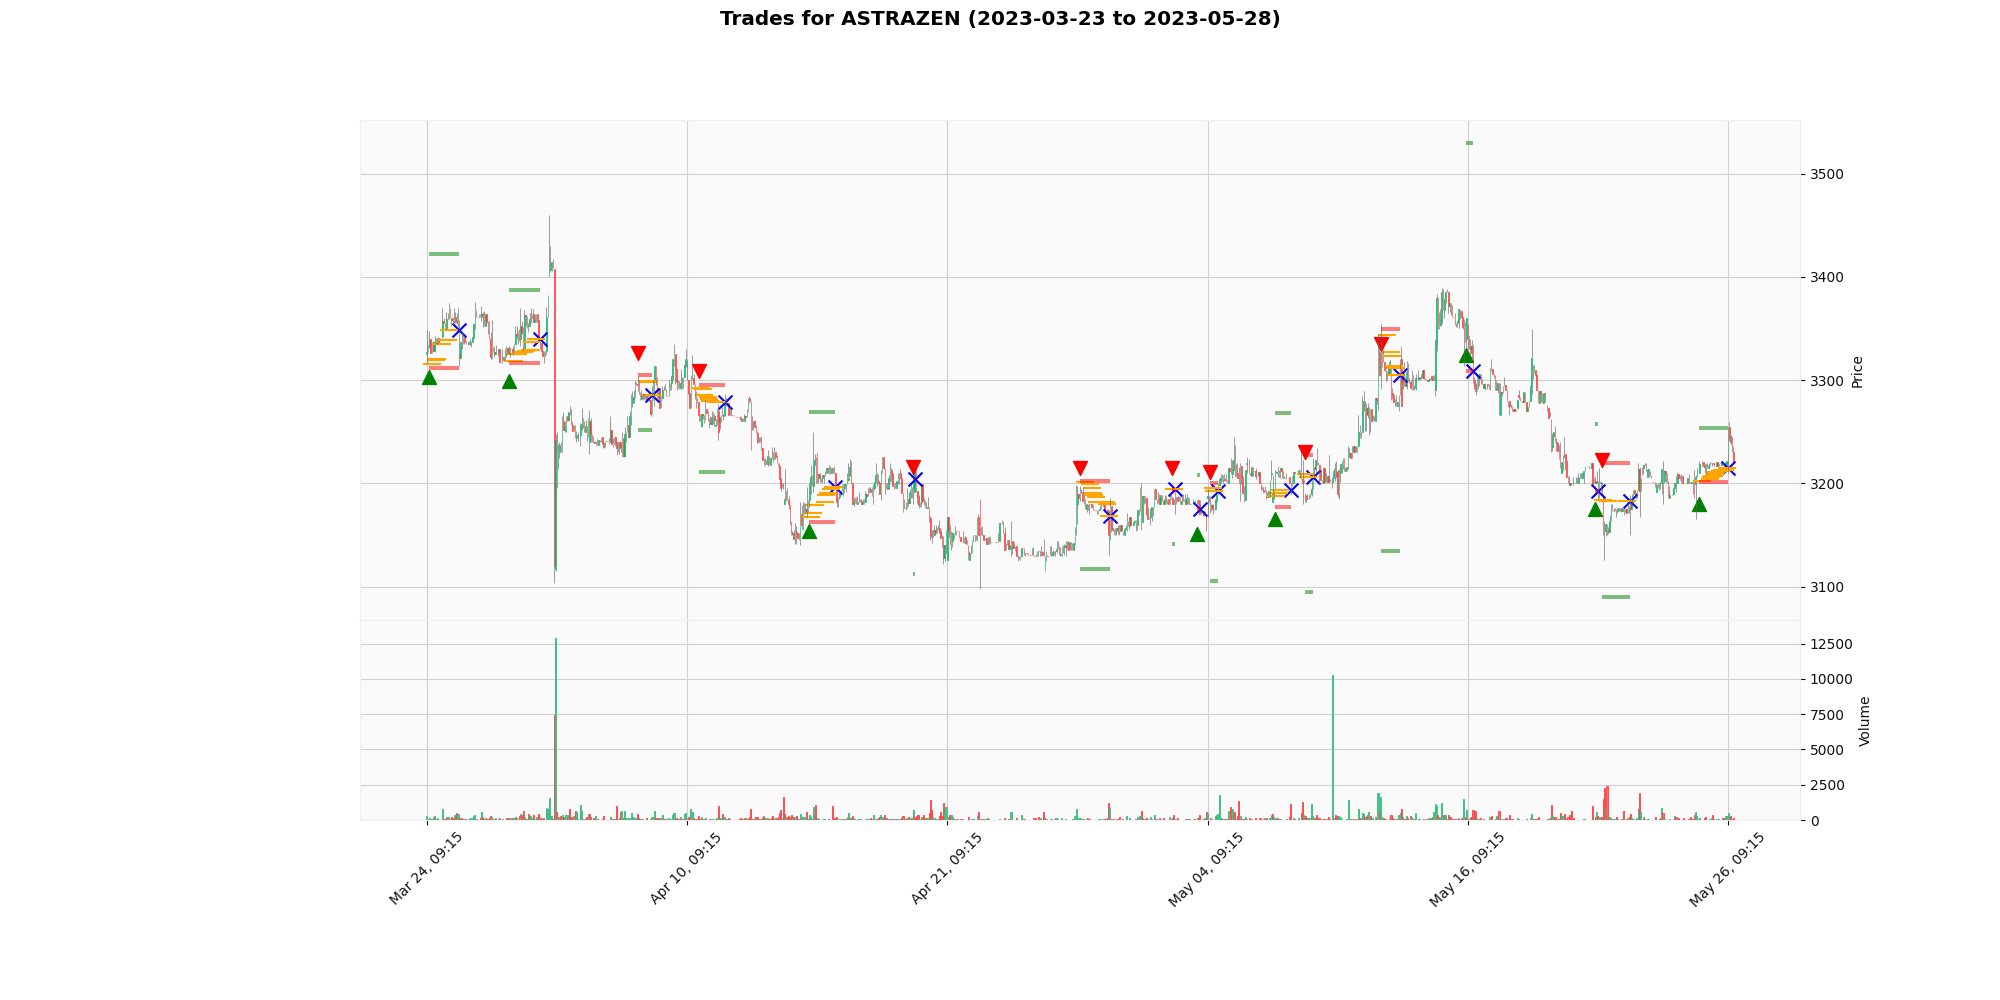 Trades for ASTRAZEN (2023-03-23 to 2023-05-28)
3500
3400
3300
3200
3100
Price
12500
10000
7500
5000
2500
0
Volume
Mar 24, 09:15
Apr 10, 09:15
Apr 21, 09:15
May 04, 09:15
May 16, 09:15
May 26, 09:15